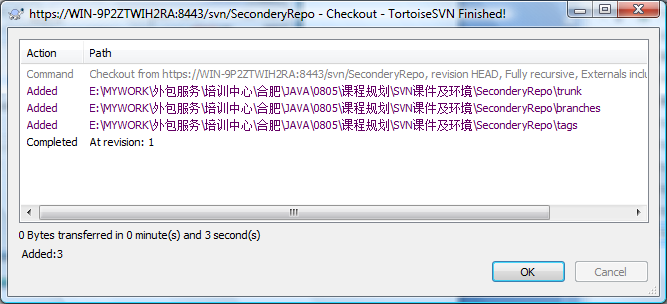 https://WIN-9P2ZTWIH2RA:8443/svn/SeconderyRepo - Checkout - TortoiseSVN Finished!
Action Path
Command Checkout from https://WIN-9P2ZTWIH2RA:8443/svn/SeconderyRepo, revision HEAD, Fully recursive, Externals inclu
Added E:\MYWORK\外包服务\培训中心\合肥\JAVA\0805\课程规划\SVN课件及环境\SeconderyRepo\trunk
Added E:\MYWORK\外包服务\培训中心\合肥\JAVA\0805\课程规划\SVN课件及环境\SeconderyRepo\branches
Added E:\MYWORK\外包服务\培训中心\合肥\JAVA\0805\课程规划\SVN课件及环境\SeconderyRepo\tags
Completed At revision: 1
0 Bytes transferred in 0 minute(s) and 3 second(s)
Added:3
OK Cancel